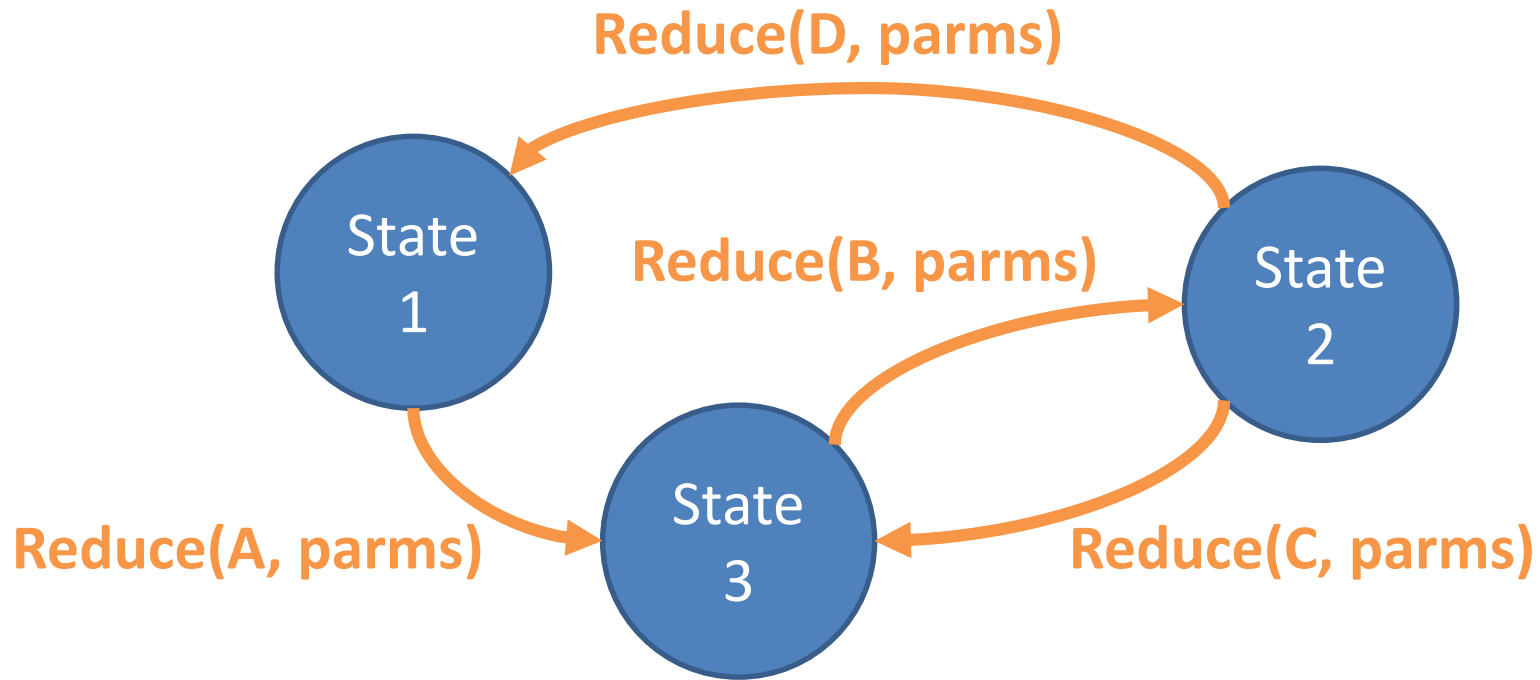 Reduce(D, parms)
State
1
Reduce(B, parms)
State
2
State
3
Reduce(A, parms)
Reduce(C, parms)